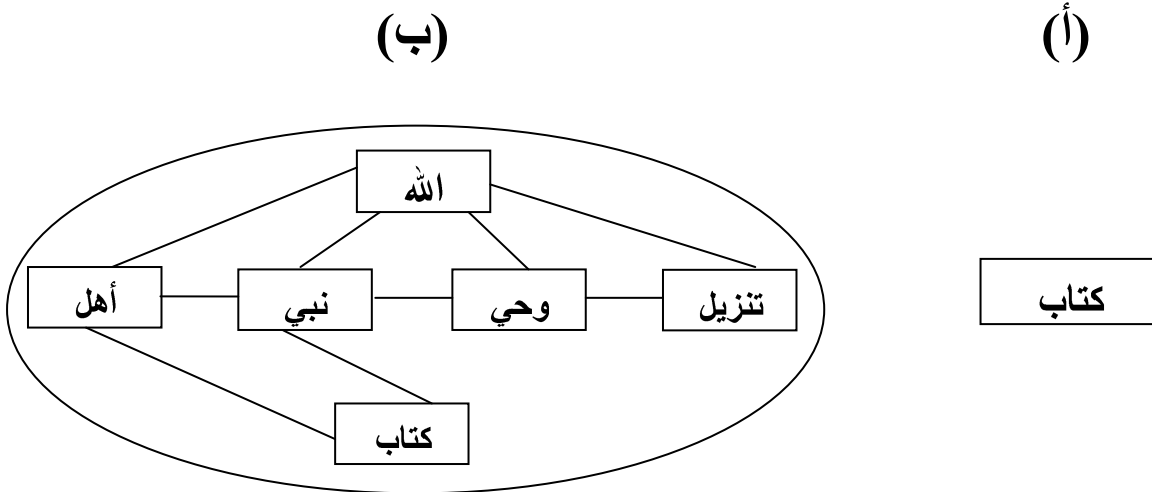 (أ) (ب)
الله
تنزيل وحي نبي أهل
كتاب
كتاب